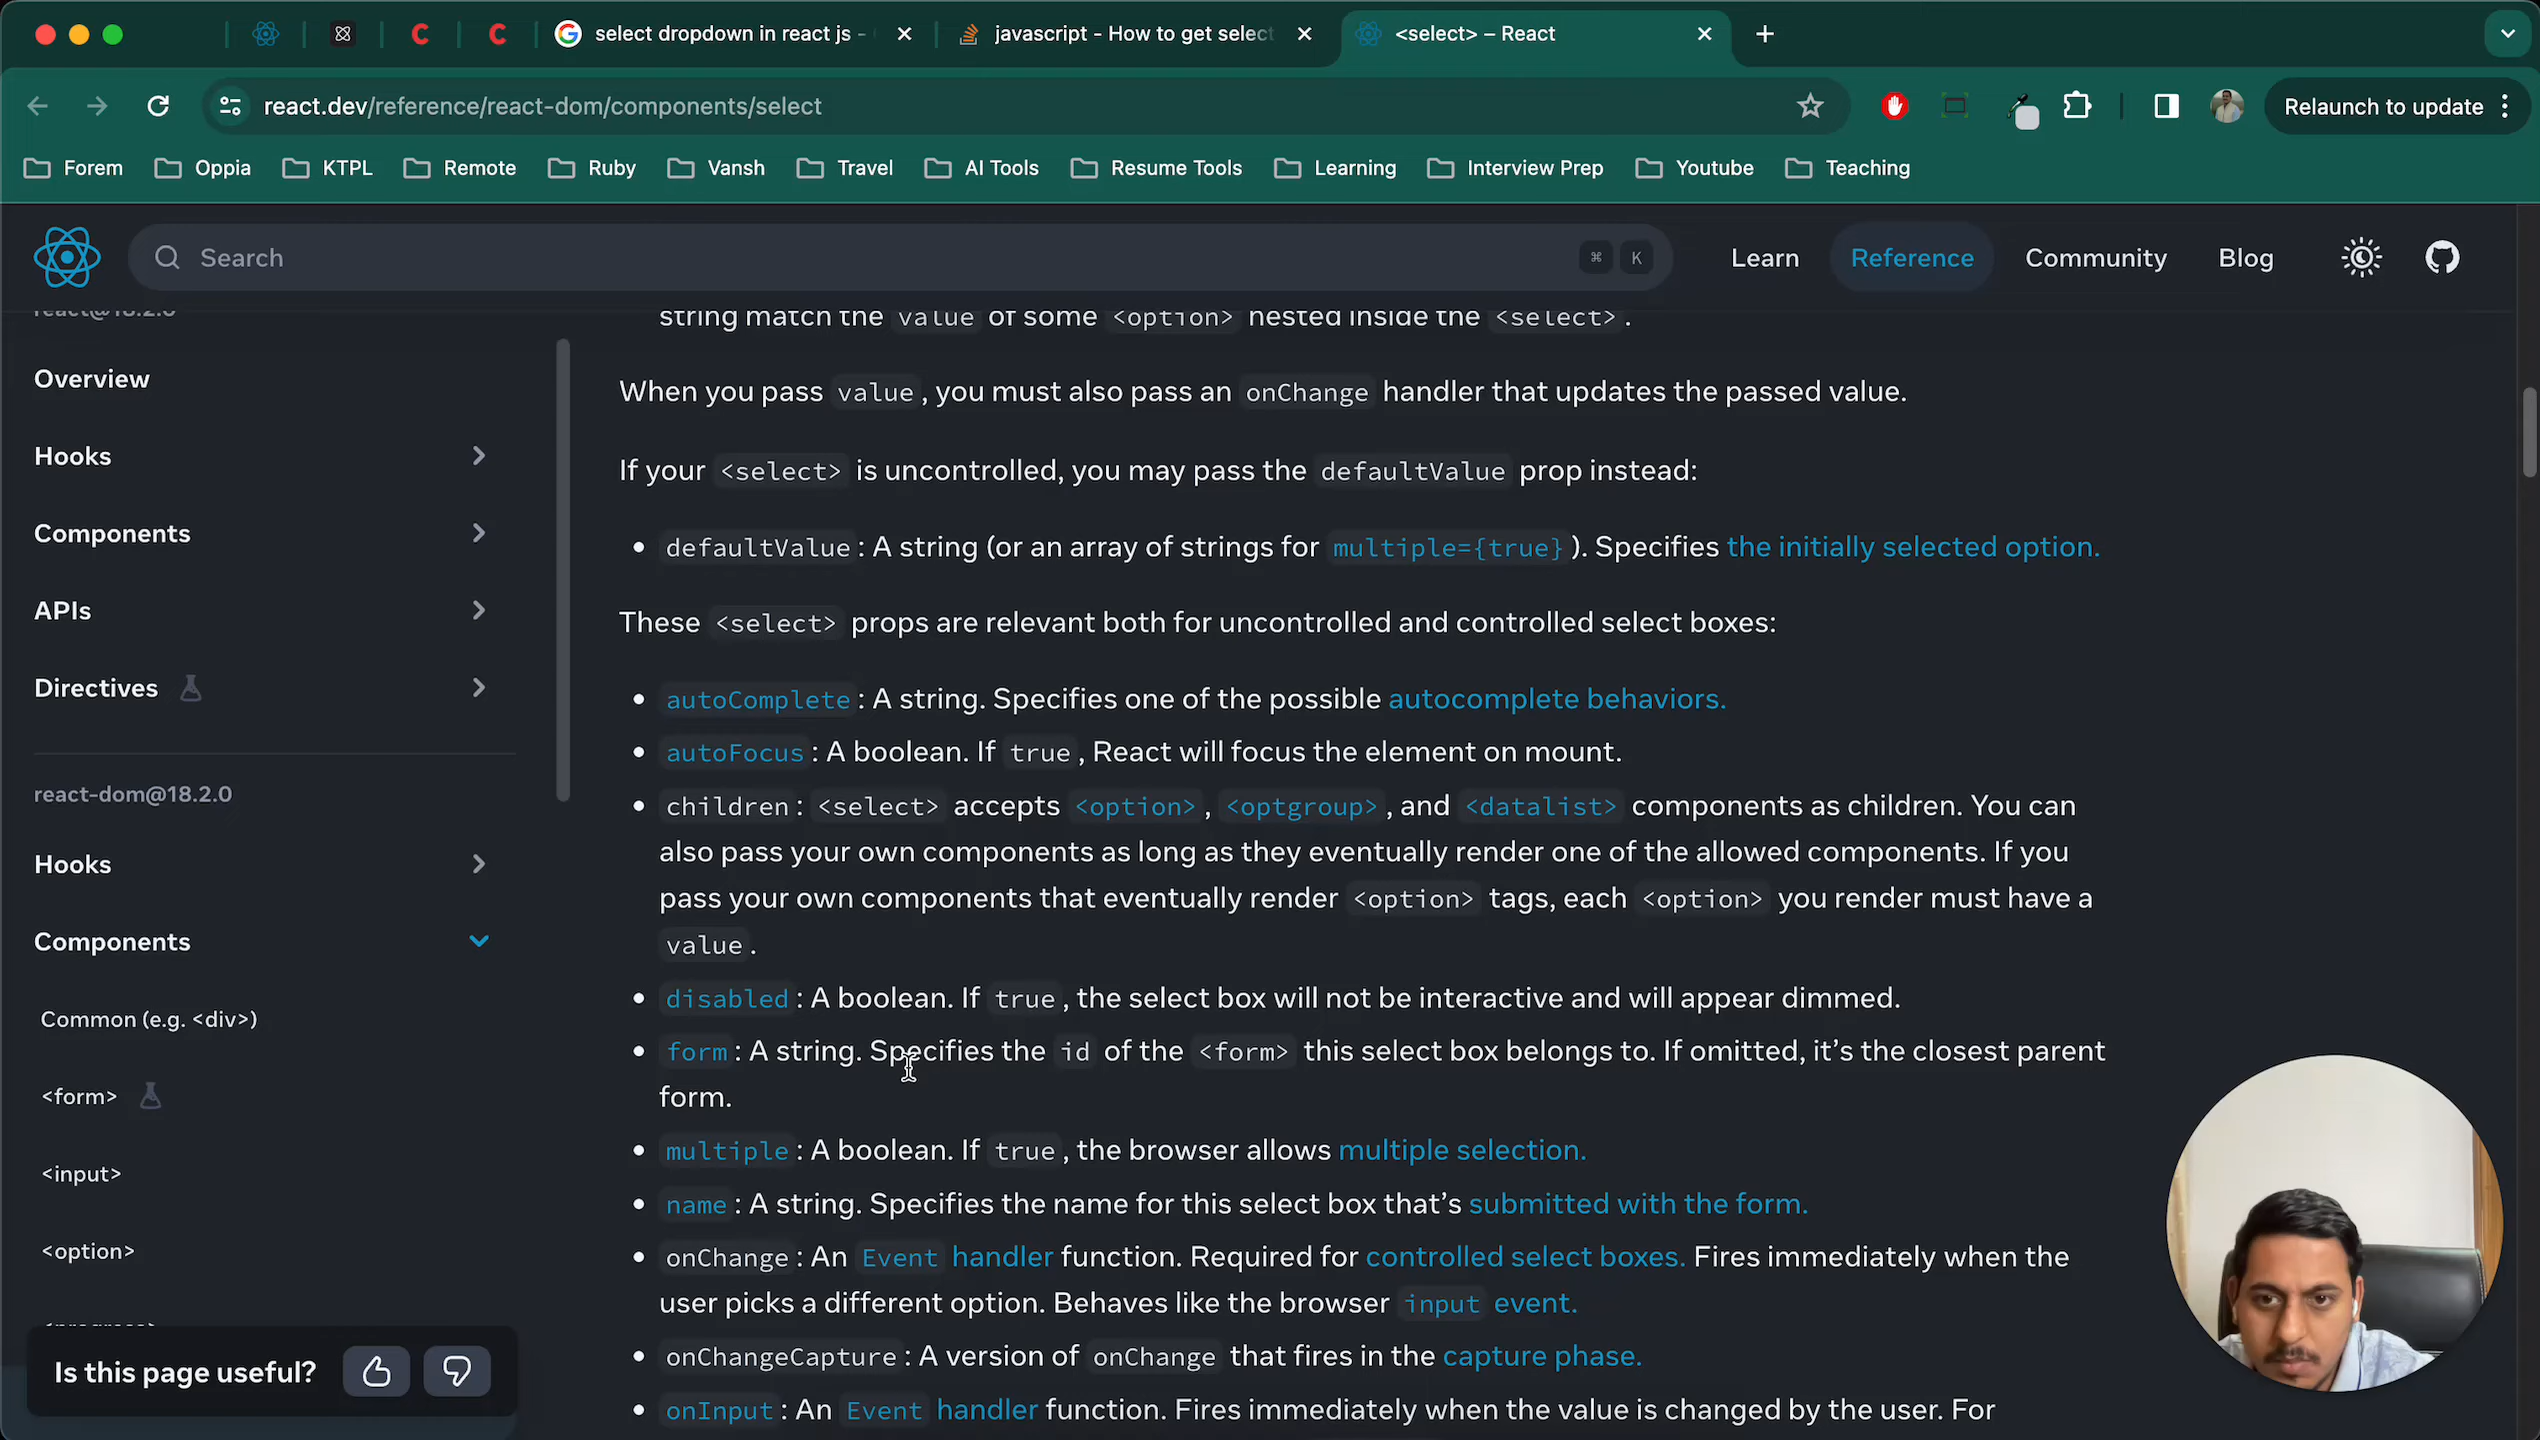 select dropdown in react js -
javascript - How to get select
<select> – React
react.dev/reference/react-dom/components/select
Relaunch to update
Forem
Oppia
KTPL
Remote
Ruby
Vansh
Travel
AI Tools
Resume Tools
Learning
Interview Prep
Youtube
Teaching
Search
⌘ K
Learn
Reference
Community
Blog
react@18.2.0
Overview
Hooks
Components
APIs
Directives
react-dom@18.2.0
Hooks
Components
Common (e.g. <div>)
<form>
<input>
<option>
<progress>
Is this page useful?
string match the value of some <option> nested inside the <select>.
When you pass value, you must also pass an onChange handler that updates the passed value.
If your <select> is uncontrolled, you may pass the defaultValue prop instead:
• defaultValue: A string (or an array of strings for multiple={true}). Specifies the initially selected option.
These <select> props are relevant both for uncontrolled and controlled select boxes:
• autoComplete: A string. Specifies one of the possible autocomplete behaviors.
• autoFocus: A boolean. If true, React will focus the element on mount.
• children: <select> accepts <option>, <optgroup>, and <datalist> components as children. You can
also pass your own components as long as they eventually render one of the allowed components. If you
pass your own components that eventually render <option> tags, each <option> you render must have a
value.
• disabled: A boolean. If true, the select box will not be interactive and will appear dimmed.
• form: A string. Specifies the id of the <form> this select box belongs to. If omitted, it’s the closest parent
form.
• multiple: A boolean. If true, the browser allows multiple selection.
• name: A string. Specifies the name for this select box that’s submitted with the form.
• onChange: An Event handler function. Required for controlled select boxes. Fires immediately when the
user picks a different option. Behaves like the browser input event.
• onChangeCapture: A version of onChange that fires in the capture phase.
• onInput: An Event handler function. Fires immediately when the value is changed by the user. For